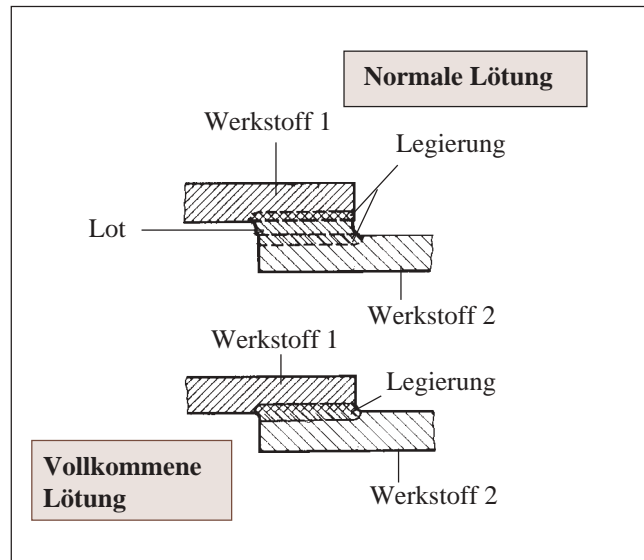 Normale Lötung
Werkstoff 1
Legierung
Lot
Werkstoff 2
Werkstoff 1
Legierung
Vollkommene
Lötung
Werkstoff 2